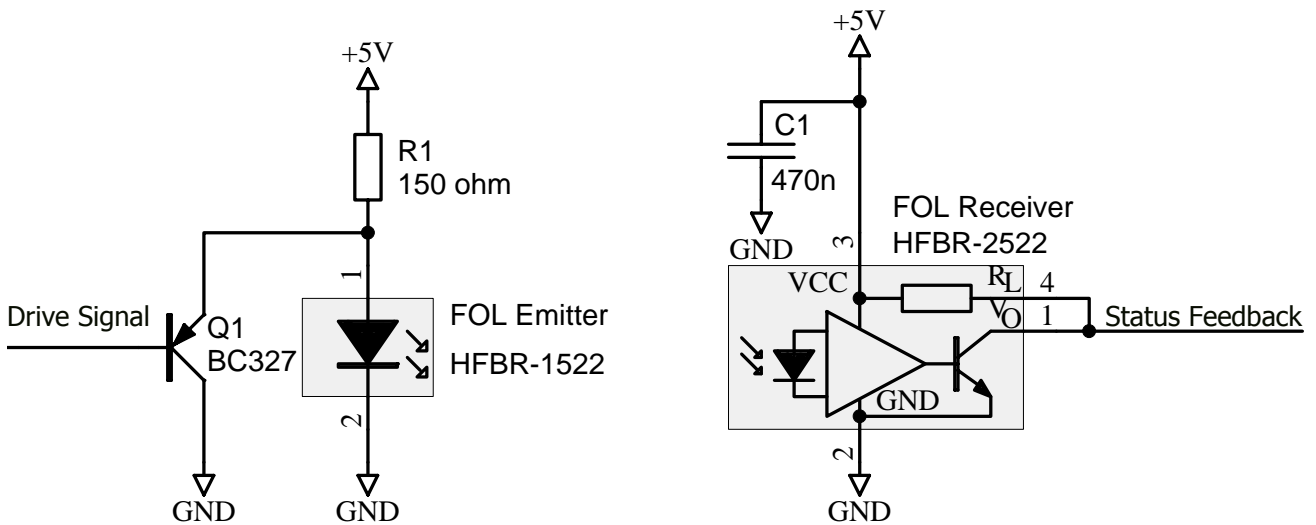 +5V
R1
150 ohm
1
Drive Signal
Q1
BC327
FOL Emitter
HFBR-1522
2
GND
GND
+5V
C1
470n
GND
FOL Receiver
HFBR-2522
3
VCC
RL
4
VO
1
Status Feedback
GND
2
GND